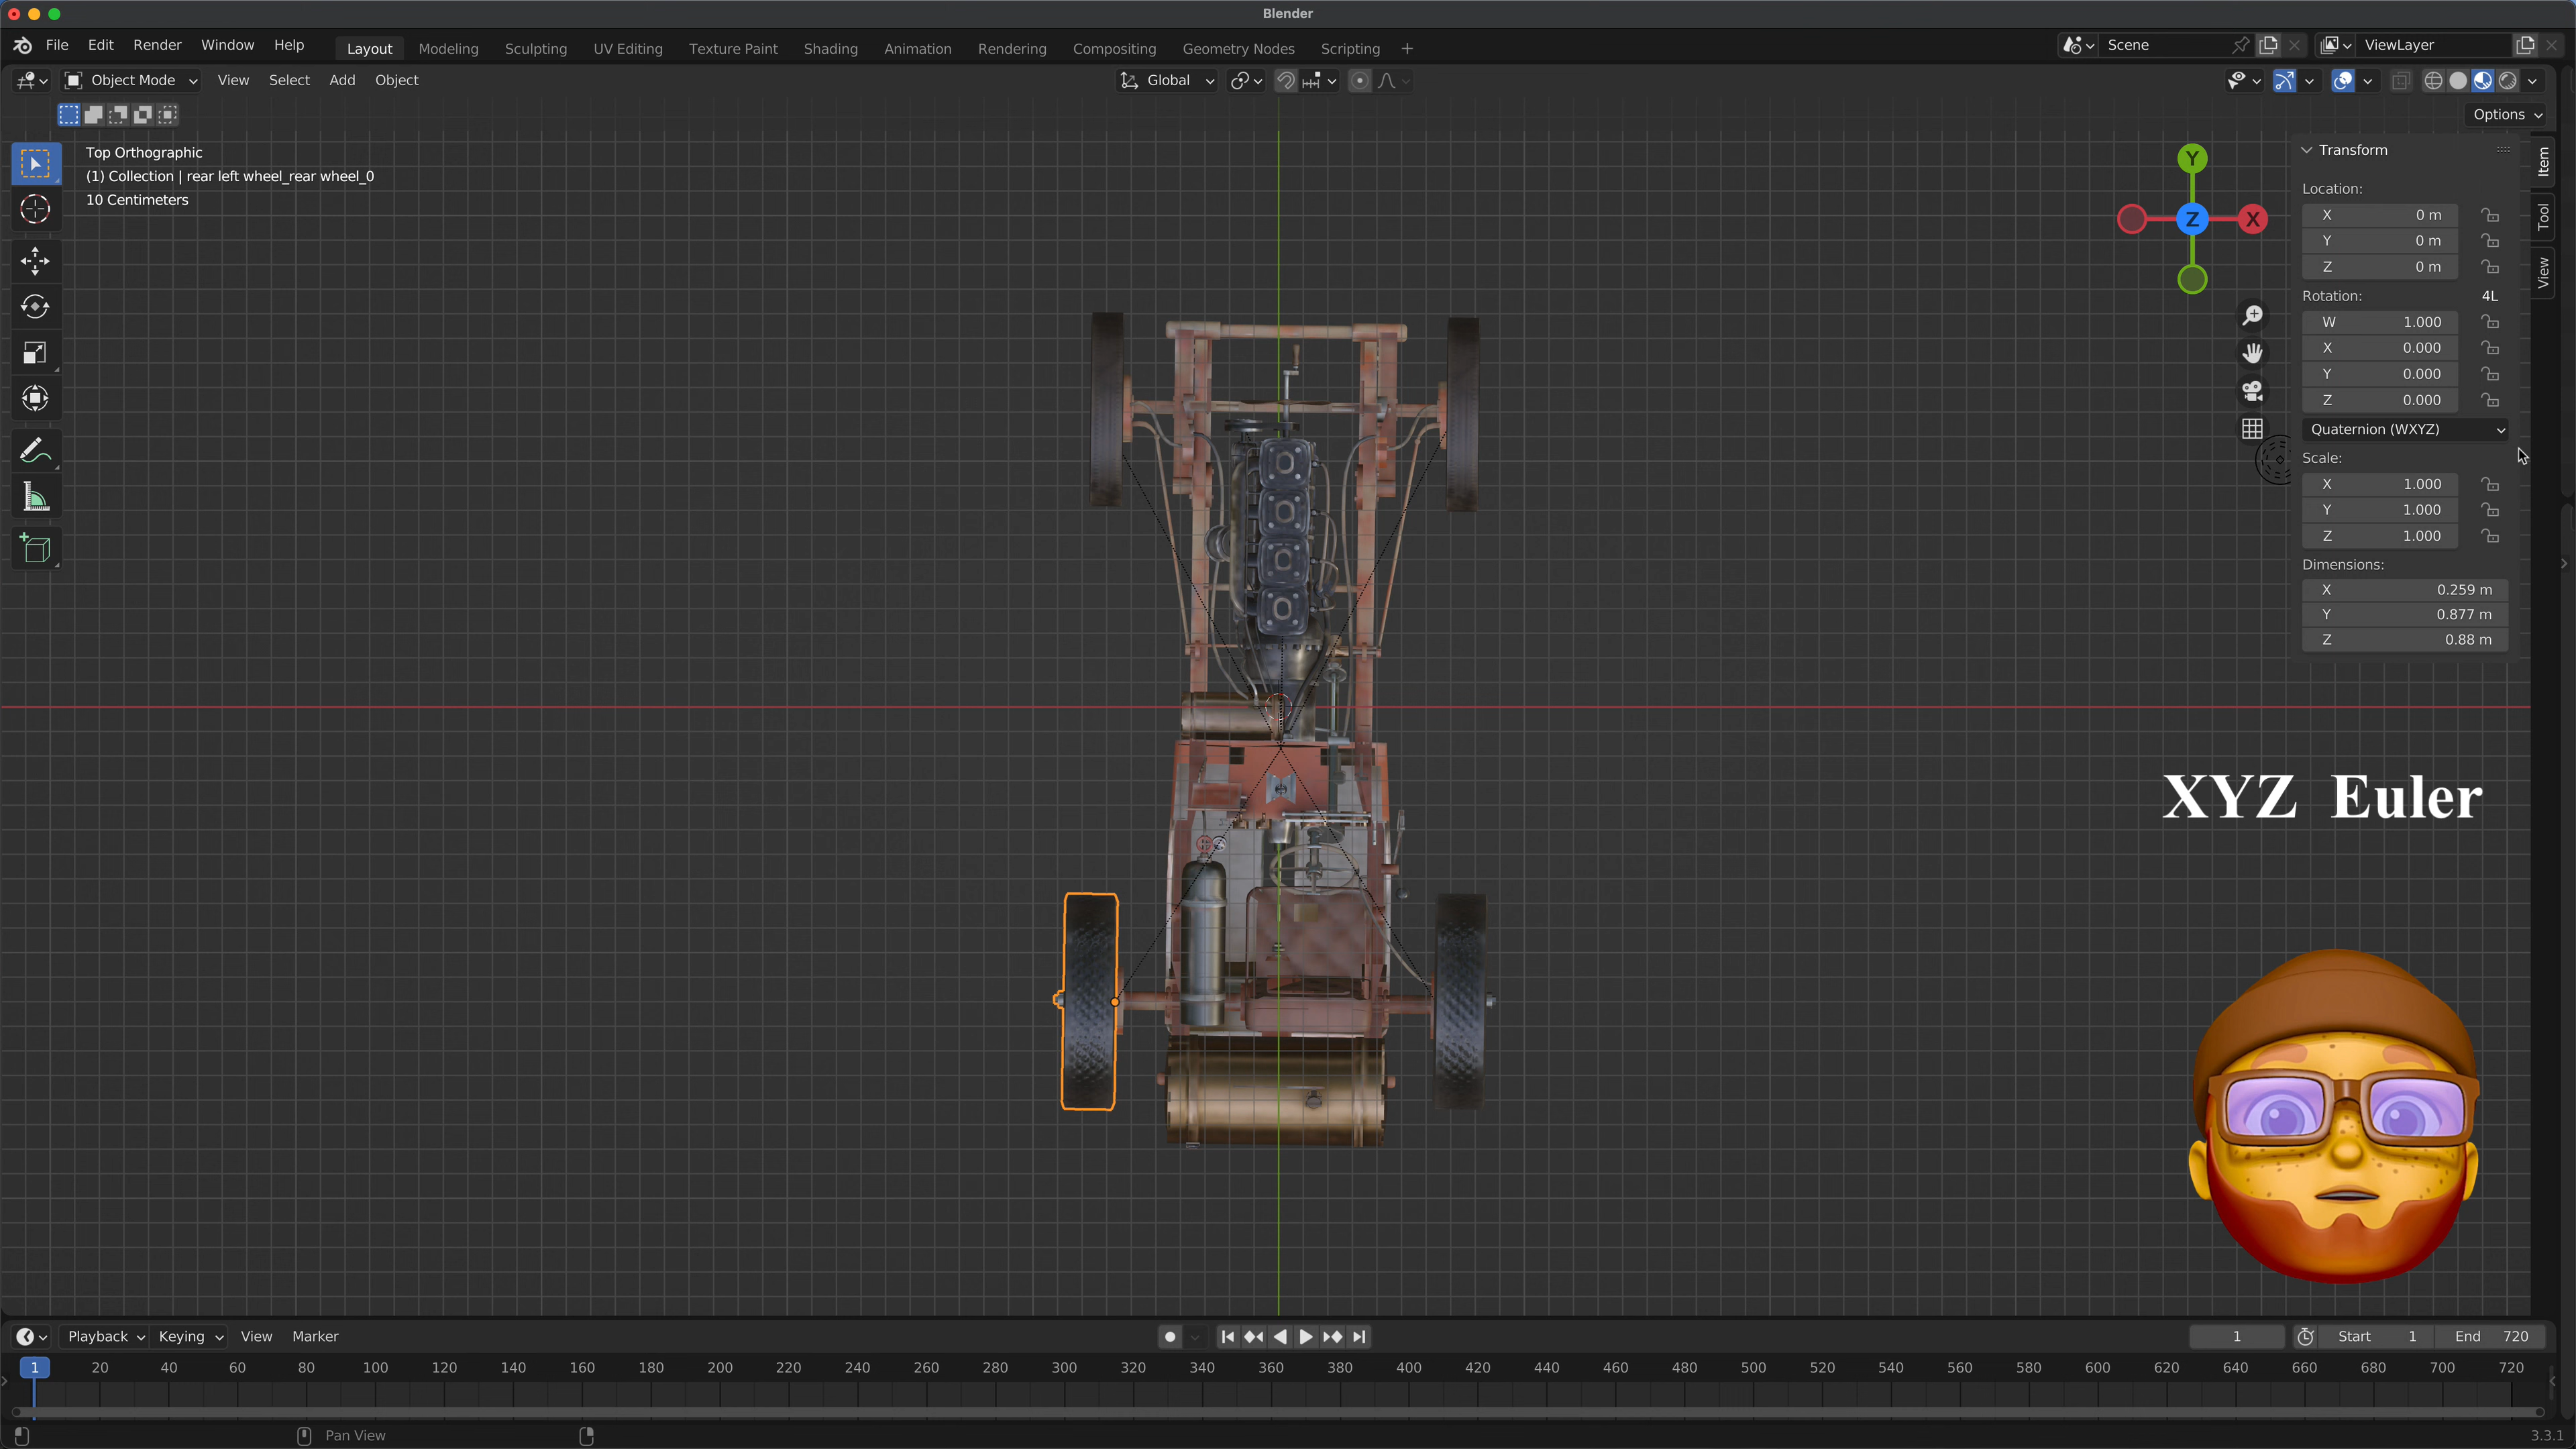 Blender
File Edit Render Window Help Layout Modeling Sculpting UV Editing Texture Paint Shading Animation Rendering Compositing Geometry Nodes Scripting + Scene ViewLayer
Object Mode View Select Add Object Global
Options
Top Orthographic
(1) Collection | rear left wheel_rear wheel_0
10 Centimeters
Y
Z
X
Transform
Location:
X 0 m
Y 0 m
Z 0 m
Rotation: 4L
W 1.000
X 0.000
Y 0.000
Z 0.000
Quaternion (WXYZ)
Scale:
X 1.000
Y 1.000
Z 1.000
Dimensions:
X 0.259 m
Y 0.877 m
Z 0.88 m
Item
Tool
View
XYZ Euler
Playback Keying View Marker 1 Start 1 End 720
1 20 40 60 80 100 120 140 160 180 200 220 240 260 280 300 320 340 360 380 400 420 440 460 480 500 520 540 560 580 600 620 640 660 680 700 720
Pan View 3.3.1